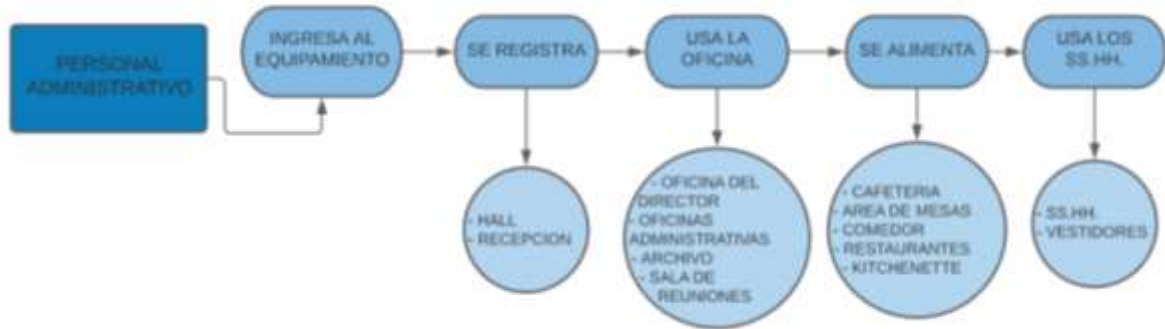 PERSONAL
ADMINISTRATIVO
INGRESA AL
EQUIPAMIENTO
SE REGISTRA
USA LA
OFICINA
SE ALIMENTA
USA LOS
SS.HH.
- HALL
- RECEPCION
- OFICINA DEL
DIRECTOR
- OFICINAS
ADMINISTRATIVAS
- ARCHIVO
- SALA DE
REUNIONES
- CAFETERIA
- AREA DE MESAS
- COMEDOR
- RESTAURANTES
- KITCHENETTE
- SS.HH.
- VESTIDORES